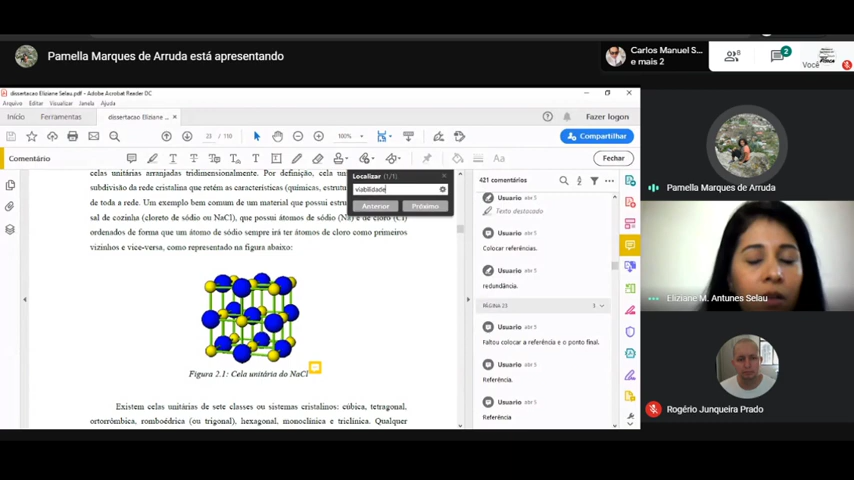 Pamella Marques de Arruda está apresentando
Carlos Manuel S...
e mais 2
8
2
Você
dissertacao Eliziane Selau.pdf - Adobe Acrobat Reader DC
Arquivo Editar Visualizar Janela Ajuda
Início Ferramentas dissertacao Eliziane ...
Fazer logon
23 / 110
100%
Compartilhar
Comentário
Fechar
celas unitárias arranjadas tridimensionalmente. Por definição, cela
subdivisão da rede cristalina que retém as características (químicas, estrutu
de toda a rede. Um exemplo bem comum de um material que possui estru
sal de cozinha (cloreto de sódio ou NaCl), que possui átomos de sódio (Na) e de cloro (Cl)
ordenados de forma que um átomo de sódio sempre irá ter átomos de cloro como primeiros
vizinhos e vice-versa, como representado na figura abaixo:
Localizar (1/1)
viabilidade
Anterior Próximo
Figura 2.1: Cela unitária do NaCl
Existem celas unitárias de sete classes ou sistemas cristalinos: cúbica, tetragonal,
ortorrômbica, romboédrica (ou trigonal), hexagonal, monoclínica e triclínica. Qualquer
421 comentários
Usuario abr 5
Texto destacado
Usuario abr 5
Colocar referências.
Usuario abr 5
redundância.
PÁGINA 23 3
Usuario abr 5
Faltou colocar a referência e o ponto final.
Usuario abr 5
Referência.
Usuario abr 5
Referência
Pamella Marques de Arruda
Eliziane M. Antunes Selau
Rogério Junqueira Prado